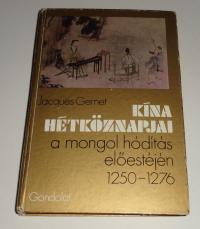 Jacques Gernet
KÍNA
HÉTKÖZNAPJAI
a mongol hódítás
előestéjén
1250–1276
Gondolat